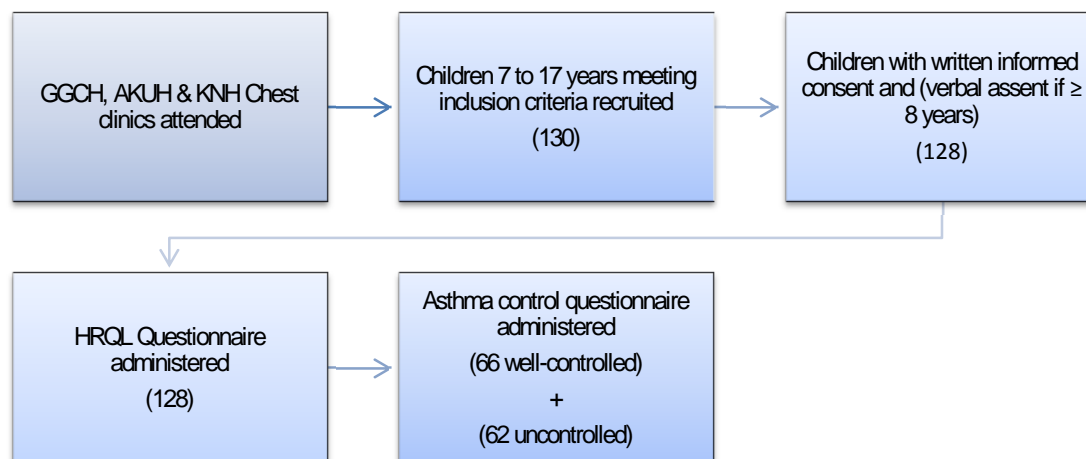 GGCH, AKUH & KNH Chest
clinics attended
Children 7 to 17 years meeting
inclusion criteria recruited
(130)
Children with written informed
consent and (verbal assent if ≥
8 years)
(128)
HRQL Questionnaire
administered
(128)
Asthma control questionnaire
administered
(66 well-controlled)
+
(62 uncontrolled)